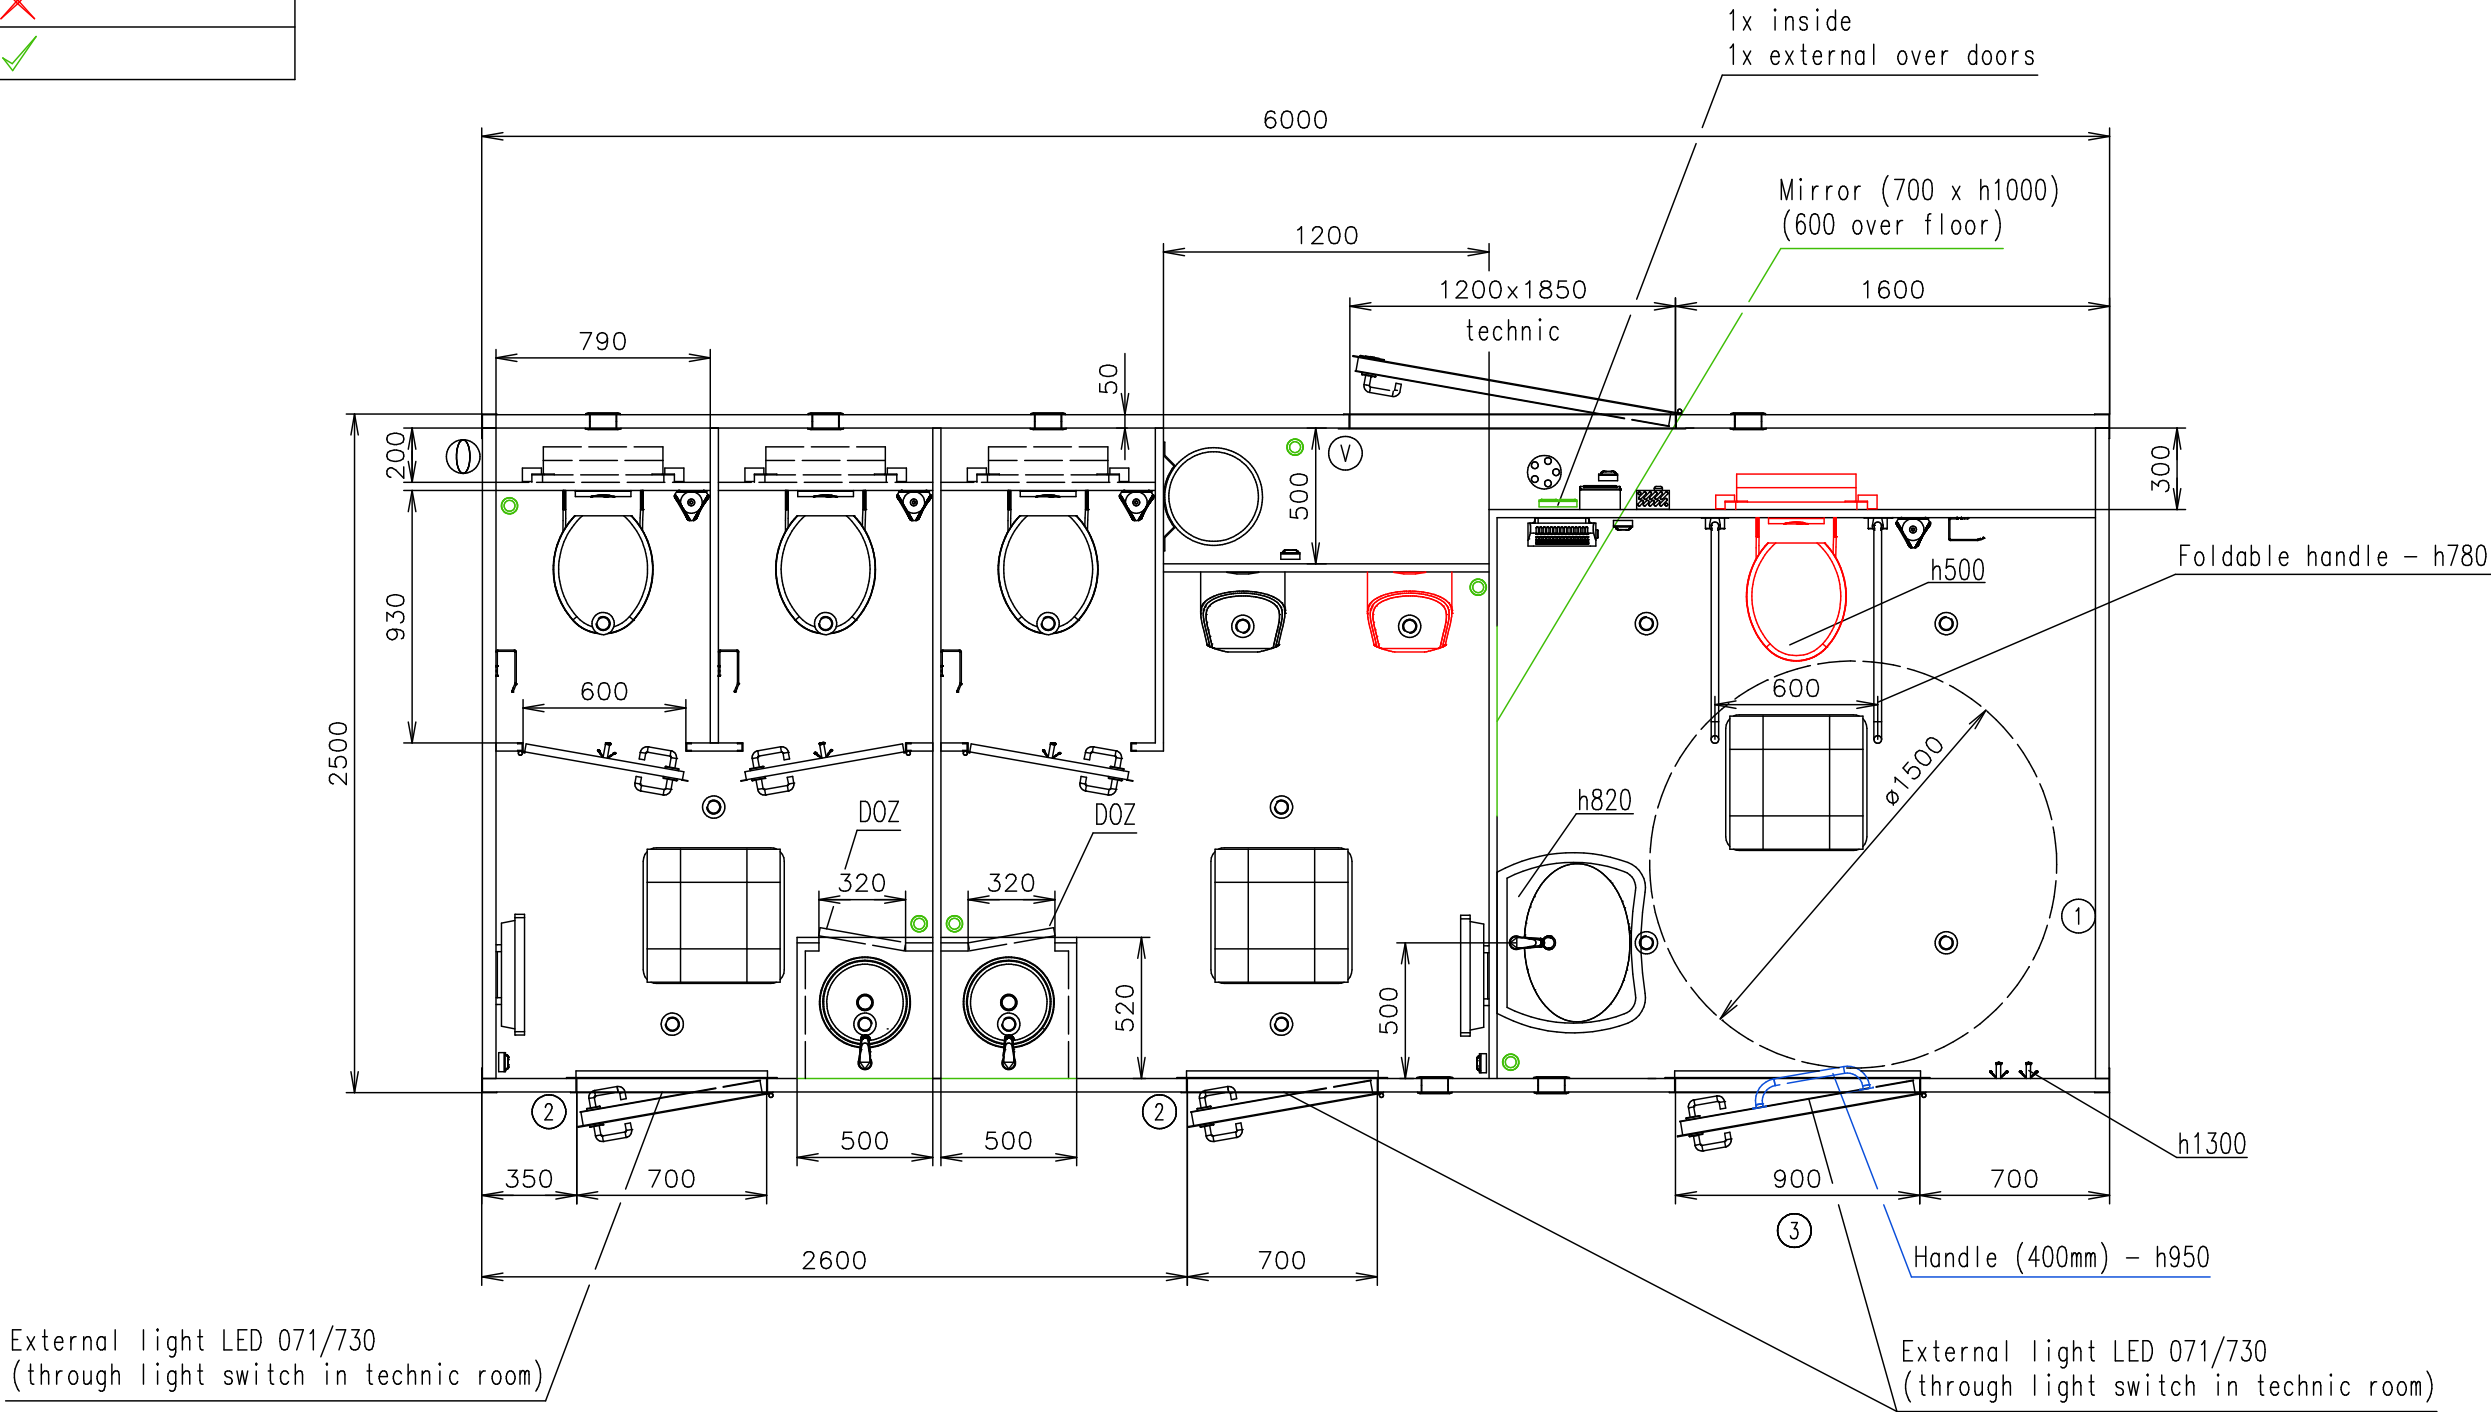 1x inside
1x external over doors
6000
Mirror (700 x h1000)
(600 over floor)
1200
1200x1850
1600
technic
790
50
200
V
500
300
Foldable handle – h780
h500
930
600
600
2500
ø1500
h820
DOZ
DOZ
320
320
1
520
500
2
2
500
500
h1300
350
700
900
700
3
2600
700
Handle (400mm) – h950
External light LED 071/730
(through light switch in technic room)
External light LED 071/730
(through light switch in technic room)